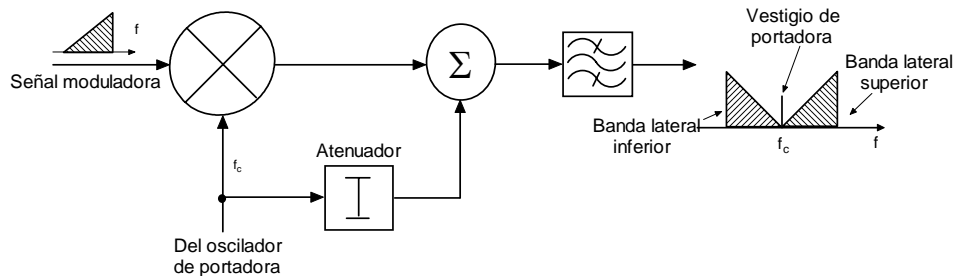 f
Señal moduladora
f_c
Atenuador
Del oscilador
de portadora
Σ
Vestigio de
portadora
Banda lateral
superior
Banda lateral
inferior
f_c
f